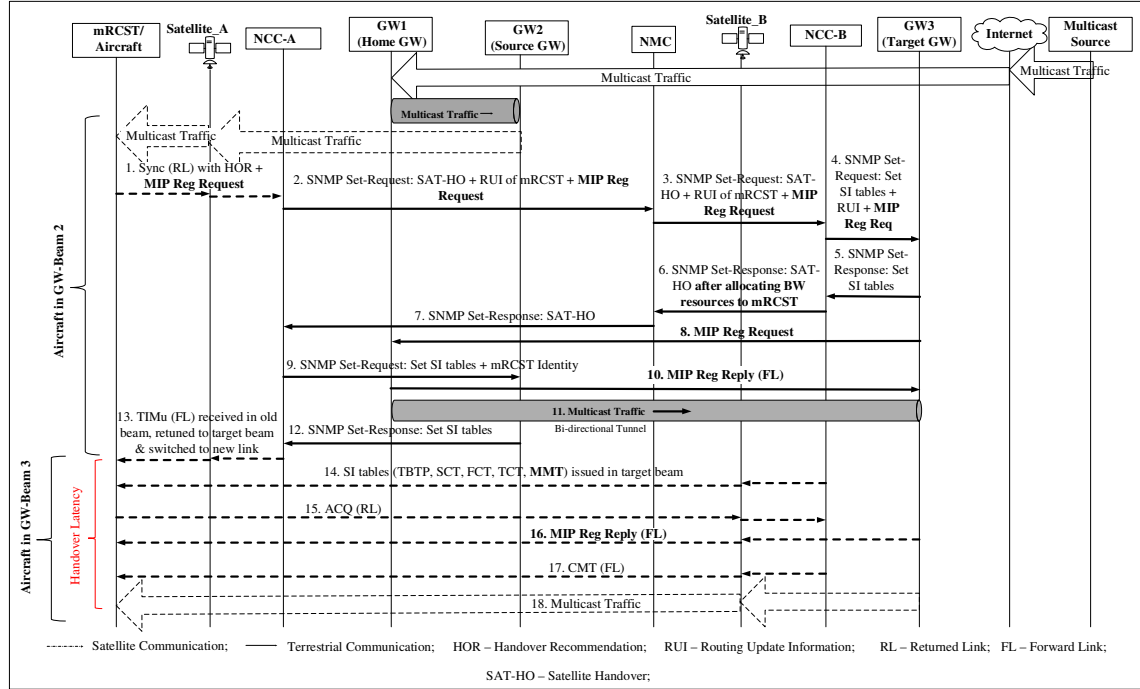 mRCST/
Aircraft
Satellite_A
NCC-A
GW1
(Home GW)
GW2
(Source GW)
NMC
Satellite_B
NCC-B
GW3
(Target GW)
Internet
Multicast
Source
Multicast Traffic
Multicast Traffic
Multicast Traffic
Multicast Traffic
Multicast Traffic
1. Sync (RL) with HOR +
MIP Reg Request
2. SNMP Set-Request: SAT-HO + RUI of mRCST + MIP Reg
Request
3. SNMP Set-Request: SAT-
HO + RUI of mRCST + MIP
Reg Request
4. SNMP Set-
Request: Set
SI tables +
RUI + MIP
Reg Req
5. SNMP Set-
Response: Set
SI tables
6. SNMP Set-Response: SAT-
HO after allocating BW
resources to mRCST
7. SNMP Set-Response: SAT-HO
8. MIP Reg Request
9. SNMP Set-Request: Set SI tables + mRCST Identity
10. MIP Reg Reply (FL)
11. Multicast Traffic
Bi-directional Tunnel
12. SNMP Set-Response: Set SI tables
13. TIMu (FL) received in old
beam, retuned to target beam
& switched to new link
14. SI tables (TBTP, SCT, FCT, TCT, MMT) issued in target beam
15. ACQ (RL)
16. MIP Reg Reply (FL)
17. CMT (FL)
18. Multicast Traffic
Aircraft in GW-Beam 2
Aircraft in GW-Beam 3
Handover Latency
Satellite Communication;
Terrestrial Communication;
HOR – Handover Recommendation;
RUI – Routing Update Information;
RL – Returned Link;
FL – Forward Link;
SAT-HO – Satellite Handover;